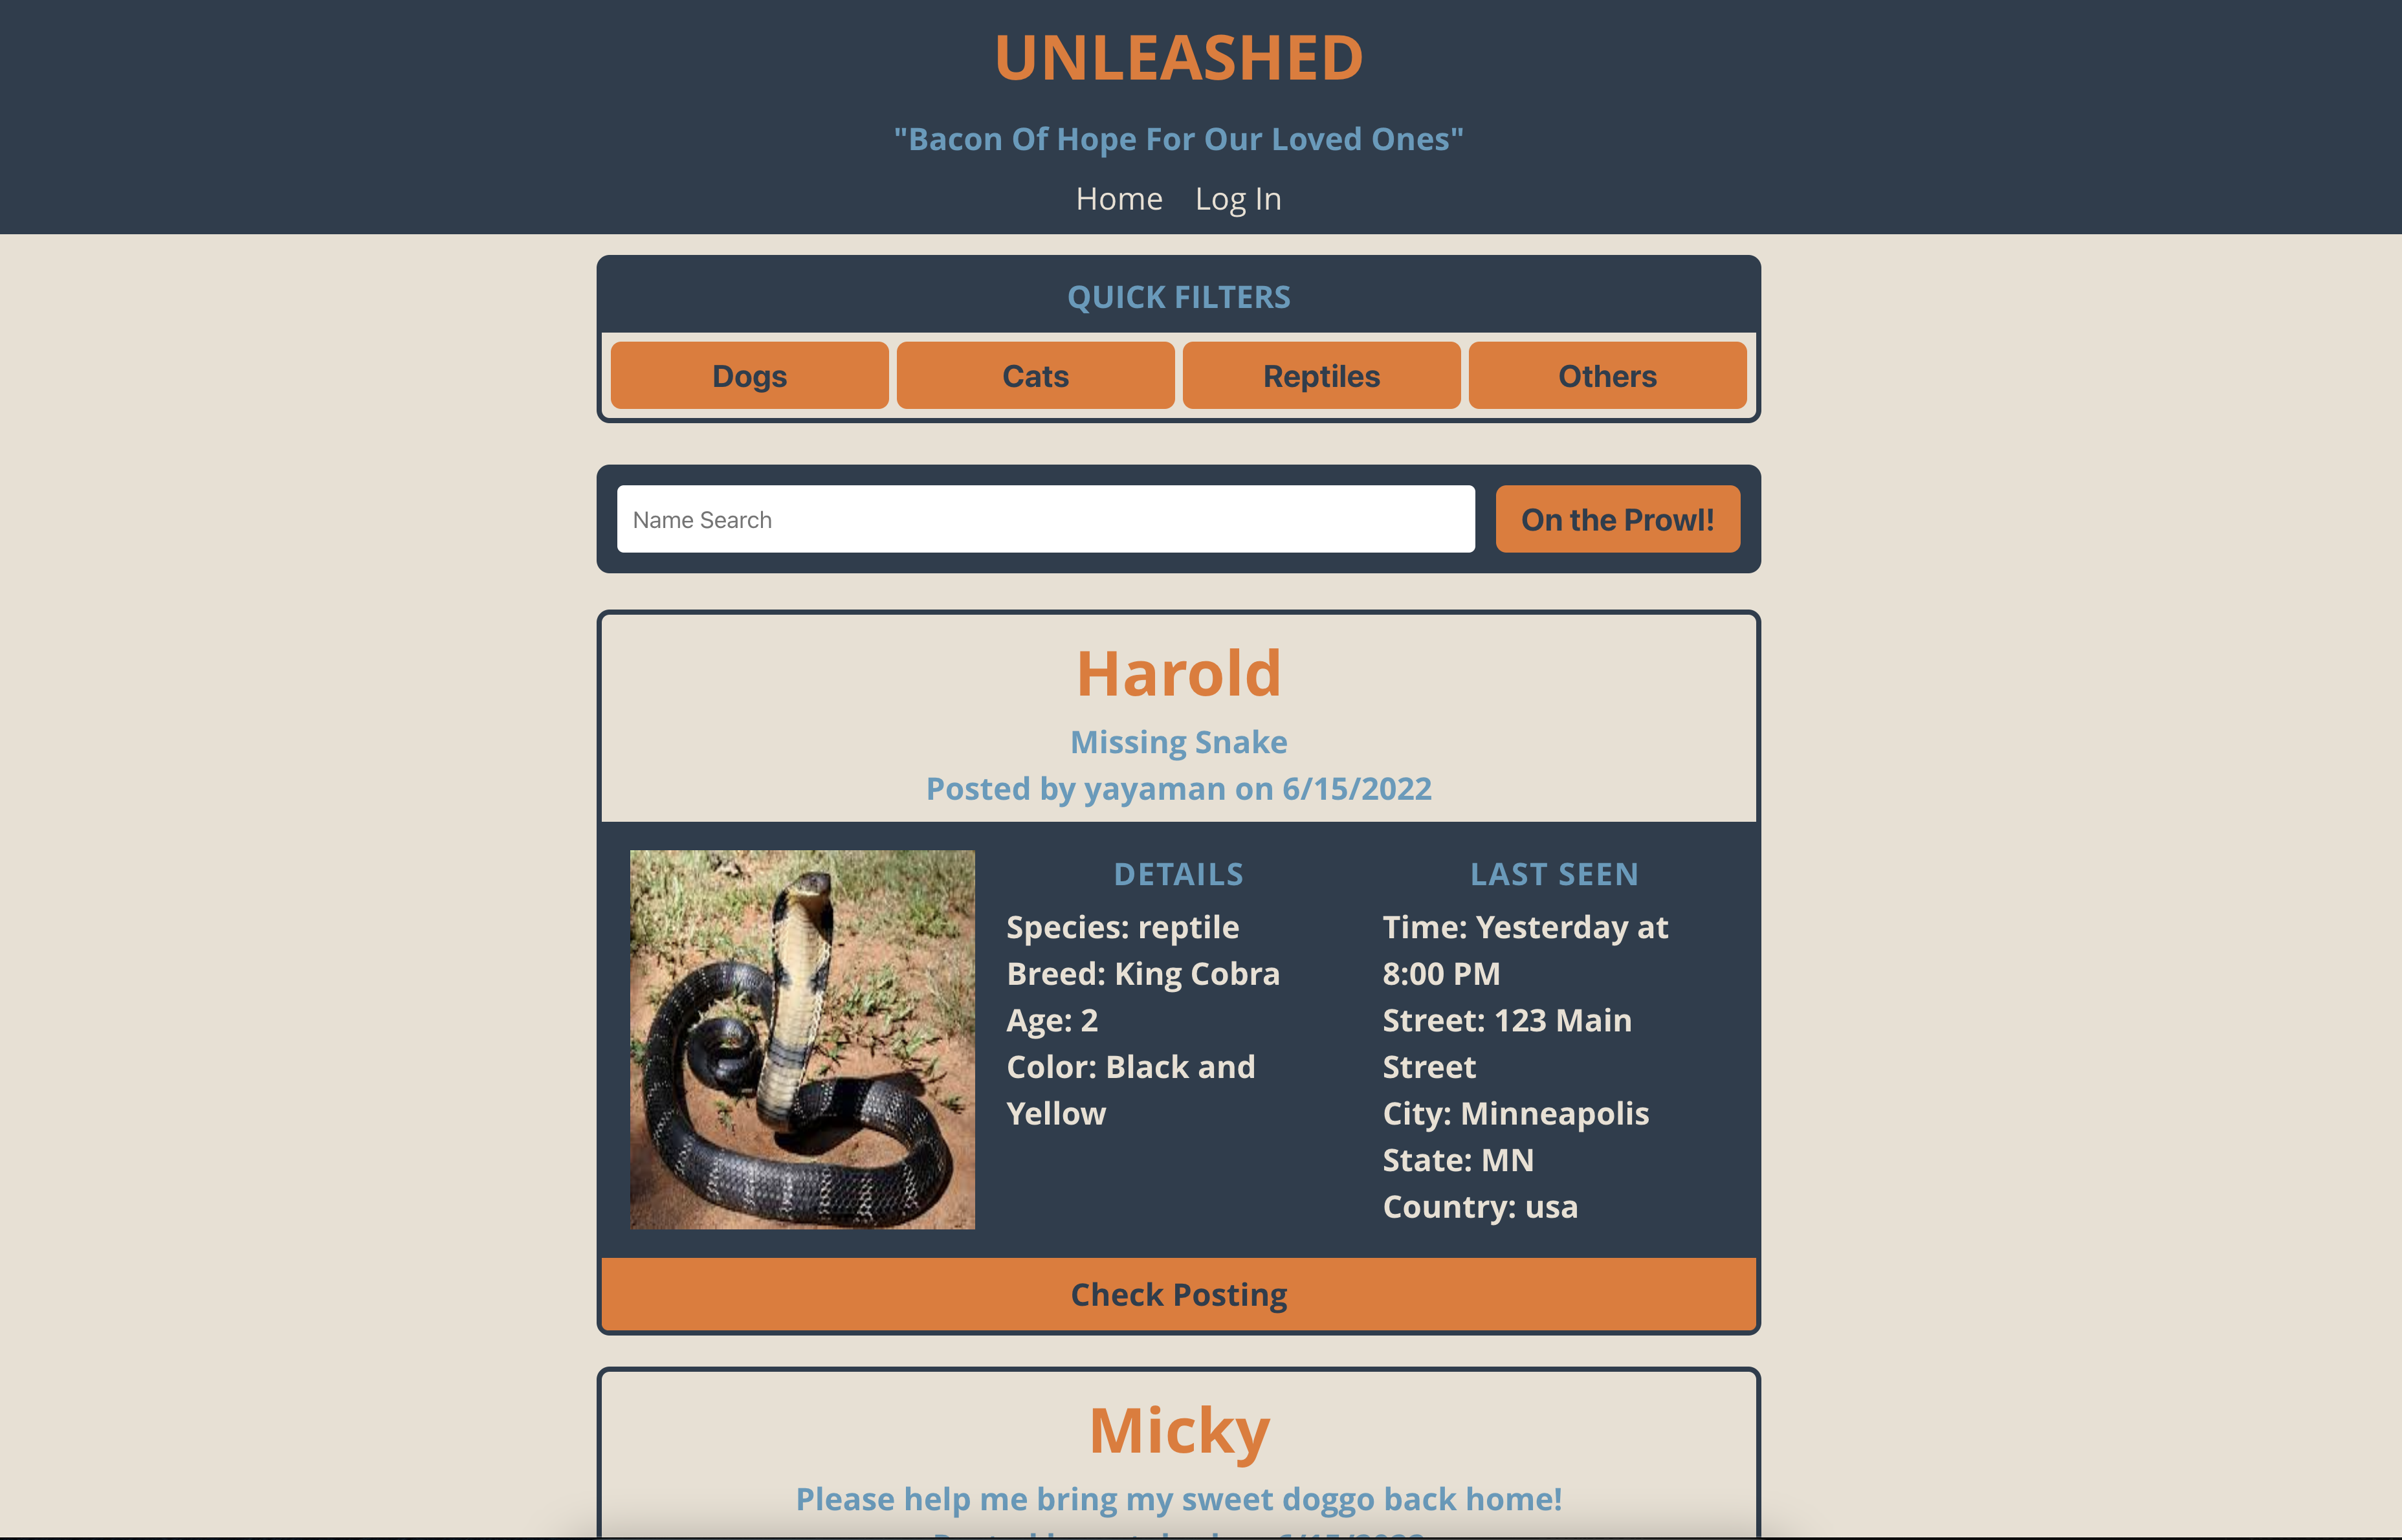 UNLEASHED
"Bacon Of Hope For Our Loved Ones"
Home Log In
QUICK FILTERS
Dogs Cats Reptiles Others
Name Search On the Prowl!
Harold
Missing Snake
Posted by yayaman on 6/15/2022
DETAILS
Species: reptile
Breed: King Cobra
Age: 2
Color: Black and
Yellow
LAST SEEN
Time: Yesterday at
8:00 PM
Street: 123 Main
Street
City: Minneapolis
State: MN
Country: usa
Check Posting
Micky
Please help me bring my sweet doggo back home!